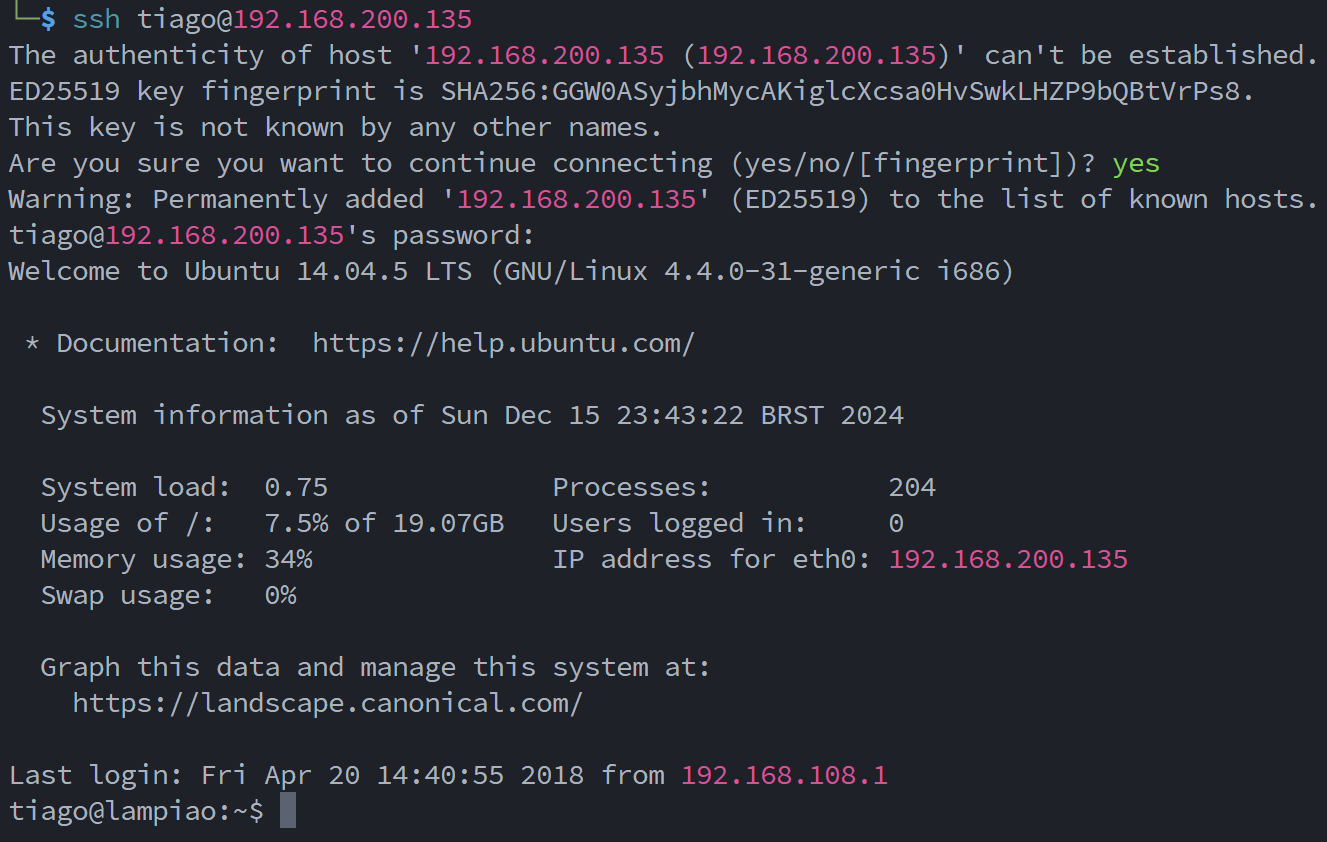 └─$ ssh tiago@192.168.200.135
The authenticity of host '192.168.200.135 (192.168.200.135)' can't be established.
ED25519 key fingerprint is SHA256:GGW0ASyjbhMycAKiglcXcsa0HvSwkLHZP9bQBtVrPs8.
This key is not known by any other names.
Are you sure you want to continue connecting (yes/no/[fingerprint])? yes
Warning: Permanently added '192.168.200.135' (ED25519) to the list of known hosts.
tiago@192.168.200.135's password:
Welcome to Ubuntu 14.04.5 LTS (GNU/Linux 4.4.0-31-generic i686)

 * Documentation:  https://help.ubuntu.com/

  System information as of Sun Dec 15 23:43:22 BRST 2024

  System load:  0.75              Processes:           204
  Usage of /:   7.5% of 19.07GB   Users logged in:     0
  Memory usage: 34%               IP address for eth0: 192.168.200.135
  Swap usage:   0%

  Graph this data and manage this system at:
    https://landscape.canonical.com/

Last login: Fri Apr 20 14:40:55 2018 from 192.168.108.1
tiago@lampiao:~$